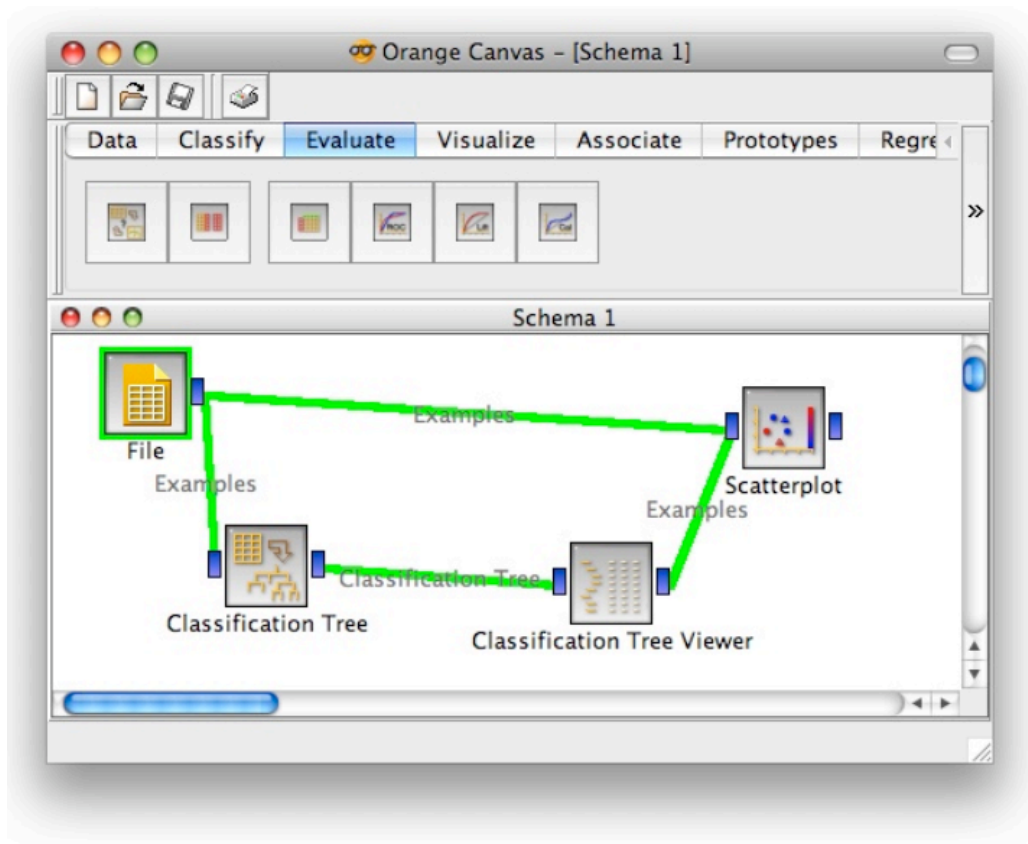 Orange Canvas – [Schema 1]
Data Classify Evaluate Visualize Associate Prototypes Regre
ROC
»
Schema 1
Examples
File
Examples
Scatterplot
Examples
Classification Tree
Classification Tree
Classification Tree Viewer